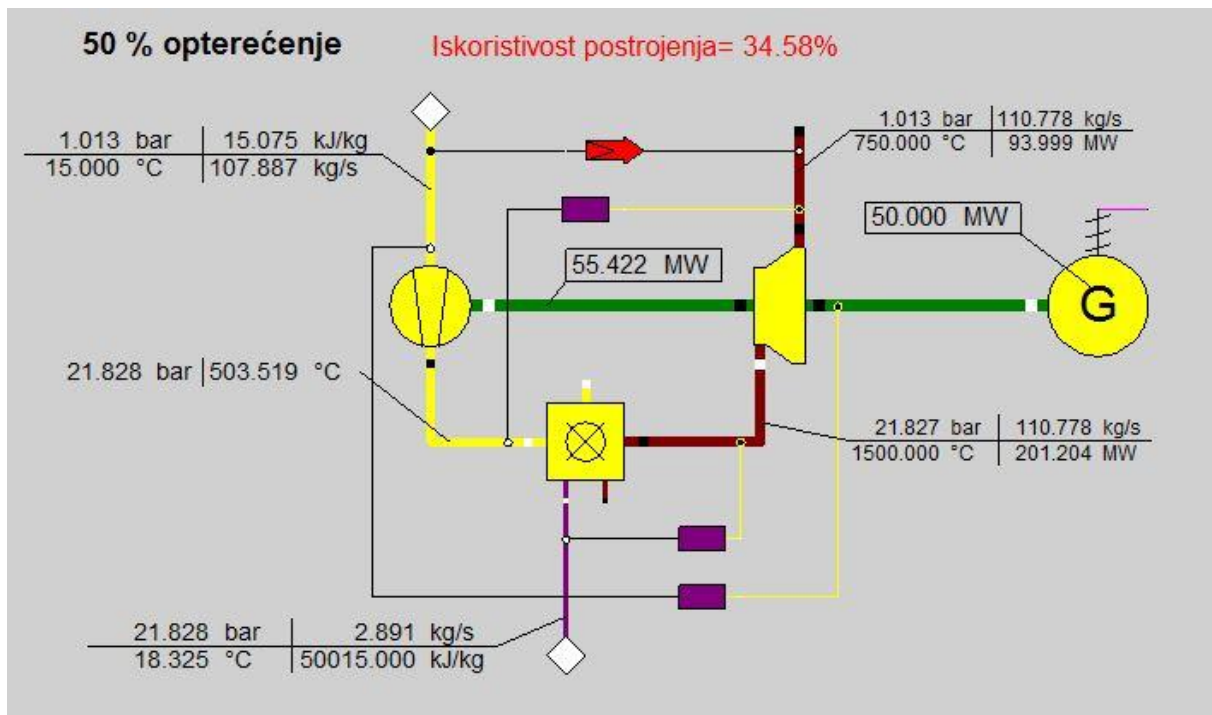 50 % opterećenje
Iskoristivost postrojenja= 34.58%
1.013 bar 15.075 kJ/kg
15.000 °C 107.887 kg/s
1.013 bar 110.778 kg/s
750.000 °C 93.999 MW
50.000 MW
55.422 MW
G
21.828 bar 503.519 °C
21.827 bar 110.778 kg/s
1500.000 °C 201.204 MW
21.828 bar 2.891 kg/s
18.325 °C 50015.000 kJ/kg